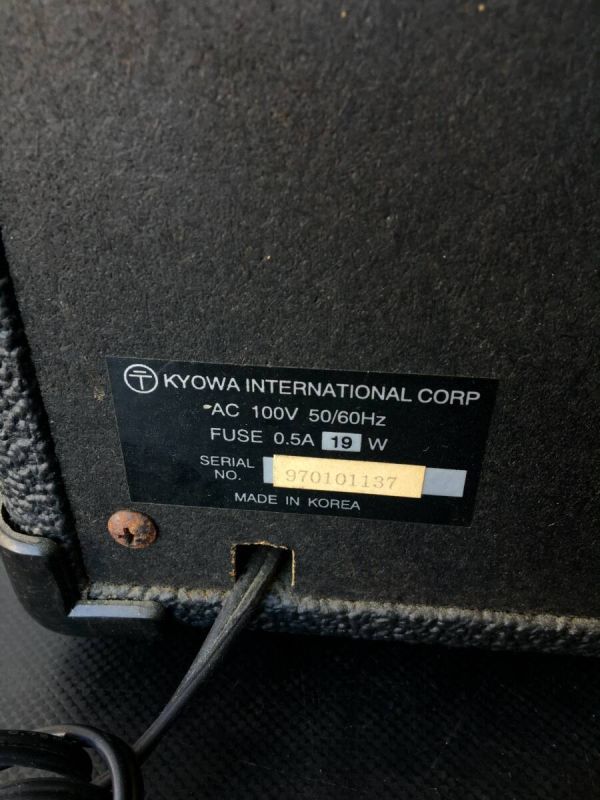 〒 KYOWA INTERNATIONAL CORP
AC 100V 50/60Hz
FUSE 0.5A 19 W
SERIAL NO. 970101137
MADE IN KOREA